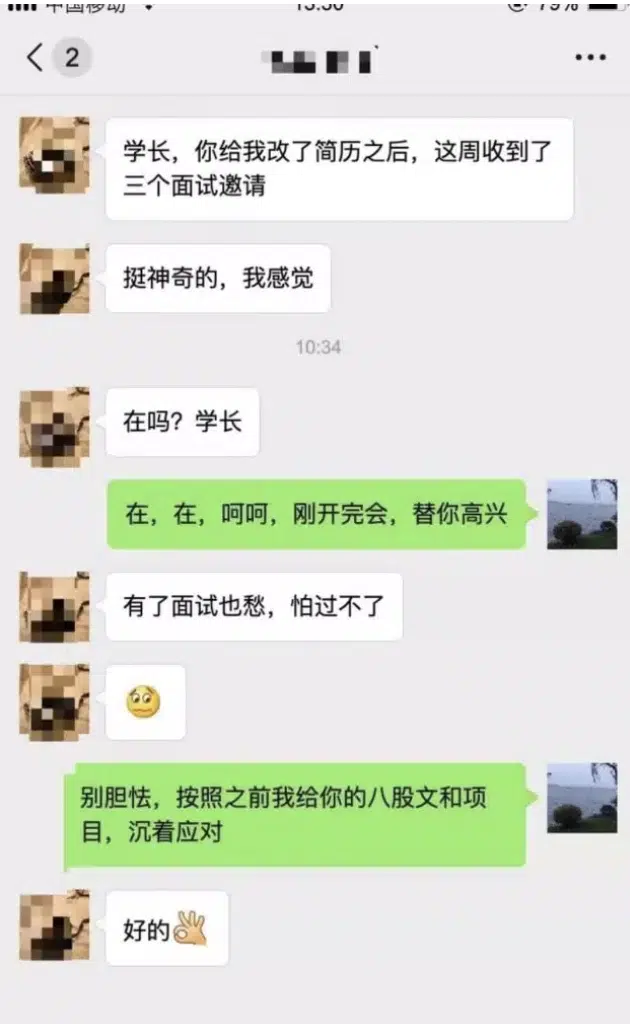 中国移动
13:30
79%
2
学长，你给我改了简历之后，这周收到了
三个面试邀请
挺神奇的，我感觉
10:34
在吗？学长
在，在，呵呵，刚开完会，替你高兴
有了面试也愁，怕过不了
别胆怯，按照之前我给你的八股文和项
目，沉着应对
好的